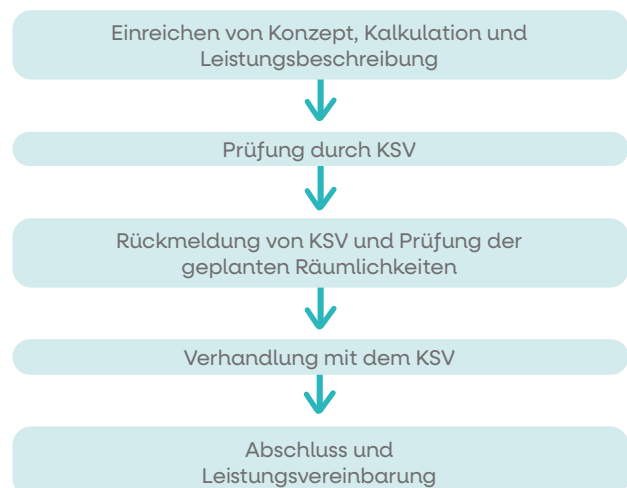 Einreichen von Konzept, Kalkulation und
Leistungsbeschreibung
Prüfung durch KSV
Rückmeldung von KSV und Prüfung der
geplanten Räumlichkeiten
Verhandlung mit dem KSV
Abschluss und
Leistungsvereinbarung